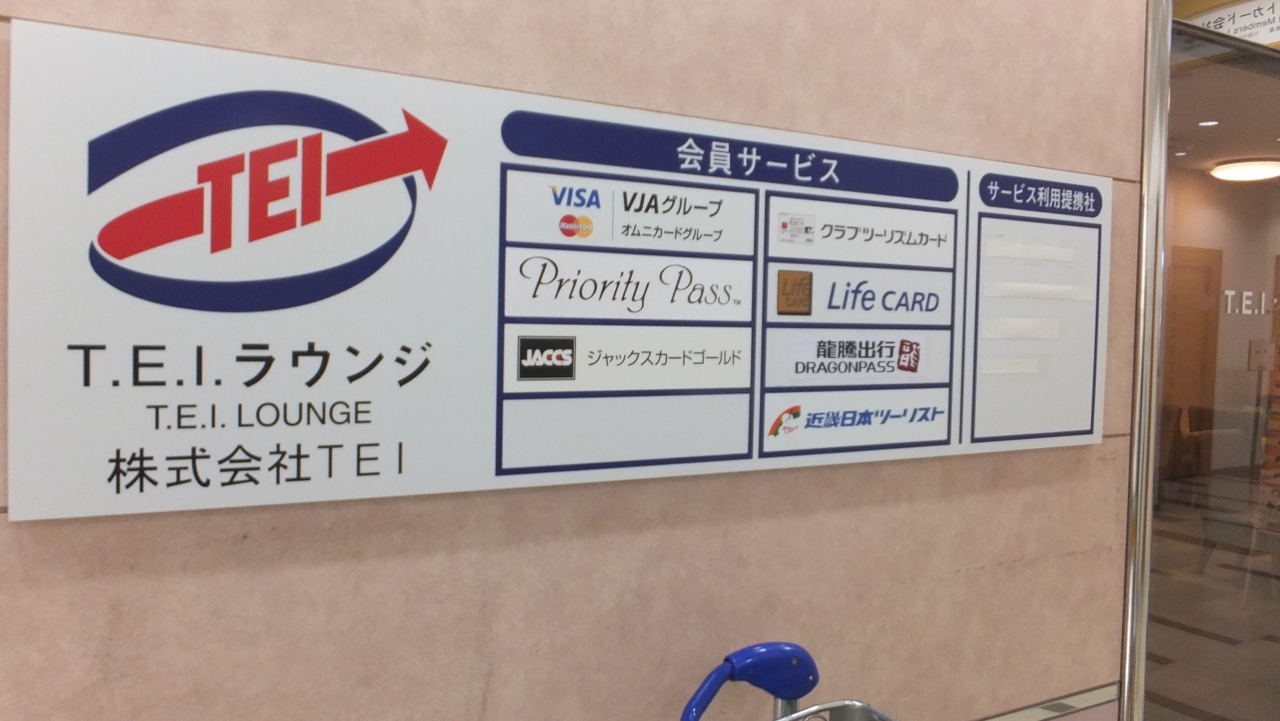 TEI
T.E.I.ラウンジ
T.E.I. LOUNGE
株式会社TEI
会員サービス
VISA
MasterCard
VJAグループ
オムニカードグループ
Priority Pass
TM
JACCS
ジャックスカードゴールド
クラブツーリズムカード
Life CARD
Life CARD
龍騰出行
DRAGONPASS
近畿日本ツーリスト
サービス利用提携社
T.E.I.